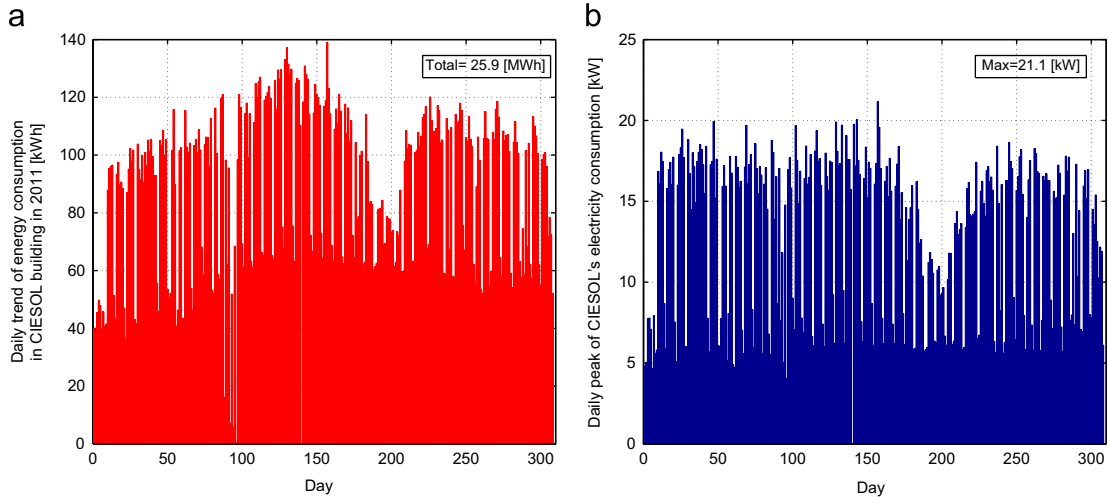 a
Daily trend of energy consumption
in CIESOL building in 2011 [kWh]
140
120
100
80
60
40
20
0
Total= 25.9 [MWh]
0 50 100 150 200 250 300
Day
b
Daily peak of CIESOL's electricity consumption [kW]
25
20
15
10
5
0
Max=21.1 [kW]
0 50 100 150 200 250 300
Day